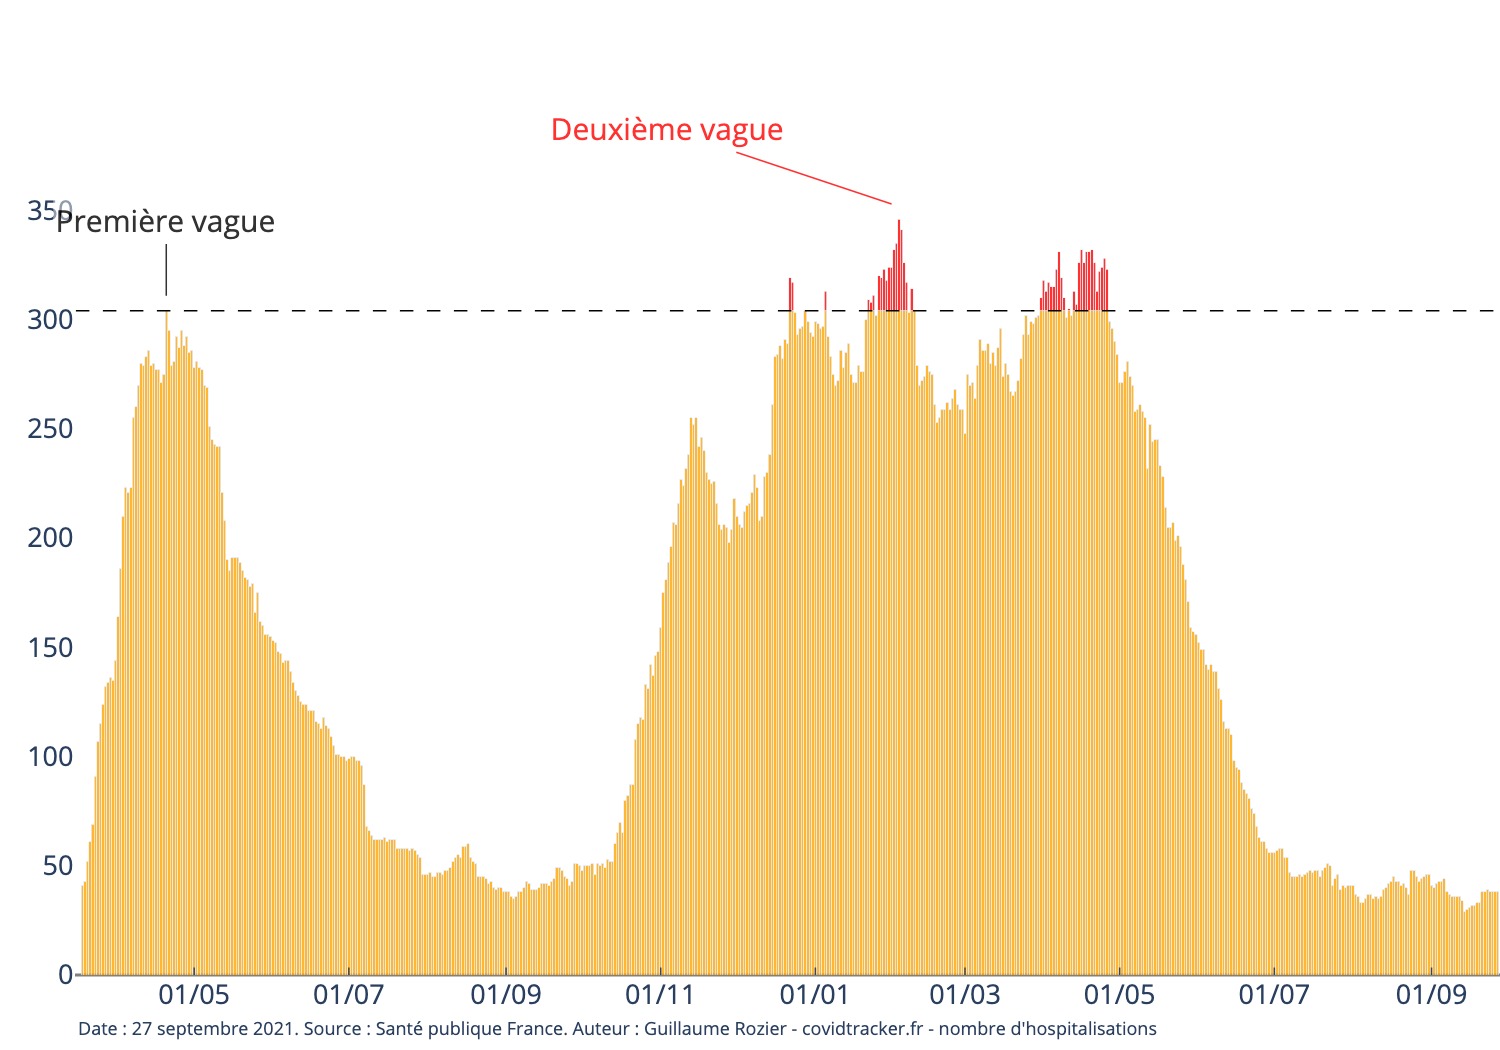 Deuxième vague
350
Première vague
300
250
200
150
100
50
0
01/05 01/07 01/09 01/11 01/01 01/03 01/05 01/07 01/09
Date : 27 septembre 2021. Source : Santé publique France. Auteur : Guillaume Rozier - covidtracker.fr - nombre d'hospitalisations